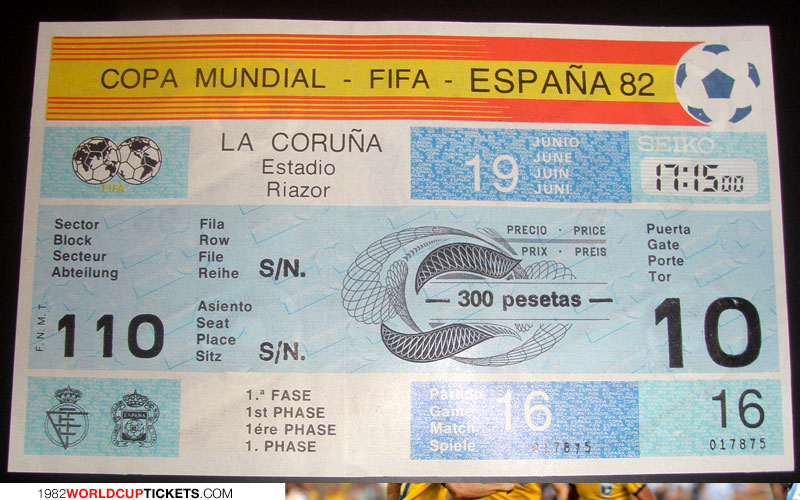 COPA MUNDIAL - FIFA - ESPAÑA 82
FIFA
LA CORUÑA
Estadio
Riazor
19
JUNIO
JUNE
JUIN
JUNI
SEIKO
17:15 00
Sector
Block
Secteur
Abteilung
110
F.N.M.T.
Fila
Row
File
Reihe
S/N.
Asiento
Seat
Place
Sitz
S/N.
PRECIO · PRICE
PRIX · PREIS
300 pesetas
Puerta
Gate
Porte
Tor
10
ESPAÑA
1.ª FASE
1st PHASE
1ére PHASE
1. PHASE
Partido
Game
Match
Spiele
16
017875
16
017875
1982WORLDCUPTICKETS.COM